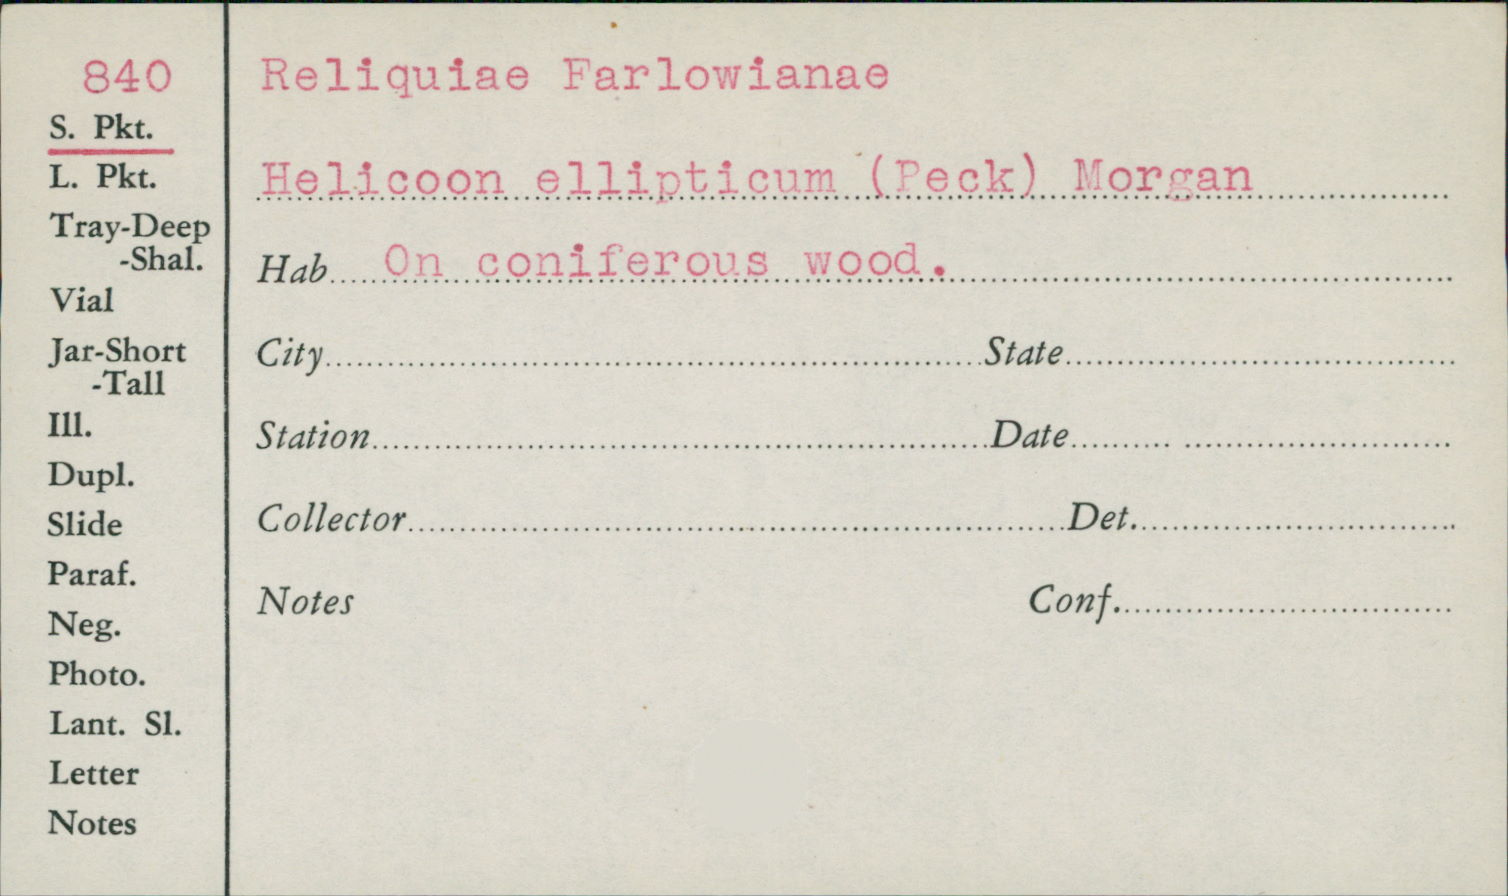 840
S. Pkt.
L. Pkt.
Tray-Deep
-Shal.
Vial
Jar-Short
-Tall
Ill.
Dupl.
Slide
Paraf.
Neg.
Photo.
Lant. Sl.
Letter
Notes
Reliquiae Farlowianae
Helicoon ellipticum (Peck) Morgan
Hab. On coniferous wood.
City State
Station Date
Collector Det.
Notes Conf.